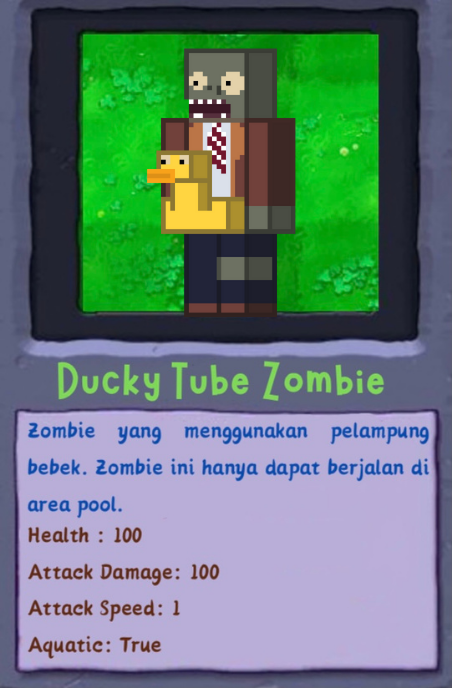 Ducky Tube Zombie
Zombie yang menggunakan pelampung
bebek. Zombie ini hanya dapat berjalan di
area pool.
Health : 100
Attack Damage: 100
Attack Speed: 1
Aquatic: True